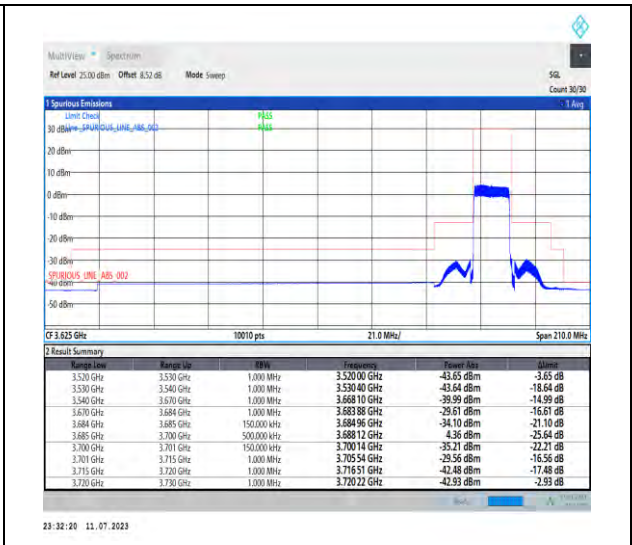 MultiView Spectrum
Ref Level 25.00 dBm Offset 8.52 dB Mode Sweep SGL
Count 30/30
1 Spurious Emissions 1 Avg
Limit Check PASS
30 dBm Line _SPURIOUS_LINE_ABS_002 PASS
20 dBm
10 dBm
0 dBm
-10 dBm
-20 dBm
-30 dBm
SPURIOUS_LINE_ABS_002
-40 dBm
-50 dBm
CF 3.625 GHz 10010 pts 21.0 MHz/ Span 210.0 MHz
2 Result Summary
Range Low Range Up RBW Frequency Power Abs ΔLimit
3.520 GHz 3.530 GHz 1.000 MHz 3.520 00 GHz -43.65 dBm -3.65 dB
3.530 GHz 3.540 GHz 1.000 MHz 3.530 40 GHz -43.64 dBm -18.64 dB
3.540 GHz 3.670 GHz 1.000 MHz 3.668 10 GHz -39.99 dBm -14.99 dB
3.670 GHz 3.684 GHz 1.000 MHz 3.683 88 GHz -29.61 dBm -16.61 dB
3.684 GHz 3.685 GHz 150.000 kHz 3.684 96 GHz -34.10 dBm -21.10 dB
3.685 GHz 3.700 GHz 500.000 kHz 3.688 12 GHz 4.36 dBm -25.64 dB
3.700 GHz 3.701 GHz 150.000 kHz 3.700 14 GHz -35.21 dBm -22.21 dB
3.701 GHz 3.715 GHz 1.000 MHz 3.705 54 GHz -29.56 dBm -16.56 dB
3.715 GHz 3.720 GHz 1.000 MHz 3.716 51 GHz -42.48 dBm -17.48 dB
3.720 GHz 3.730 GHz 1.000 MHz 3.720 22 GHz -42.93 dBm -2.93 dB
23:32:20 11.07.2023